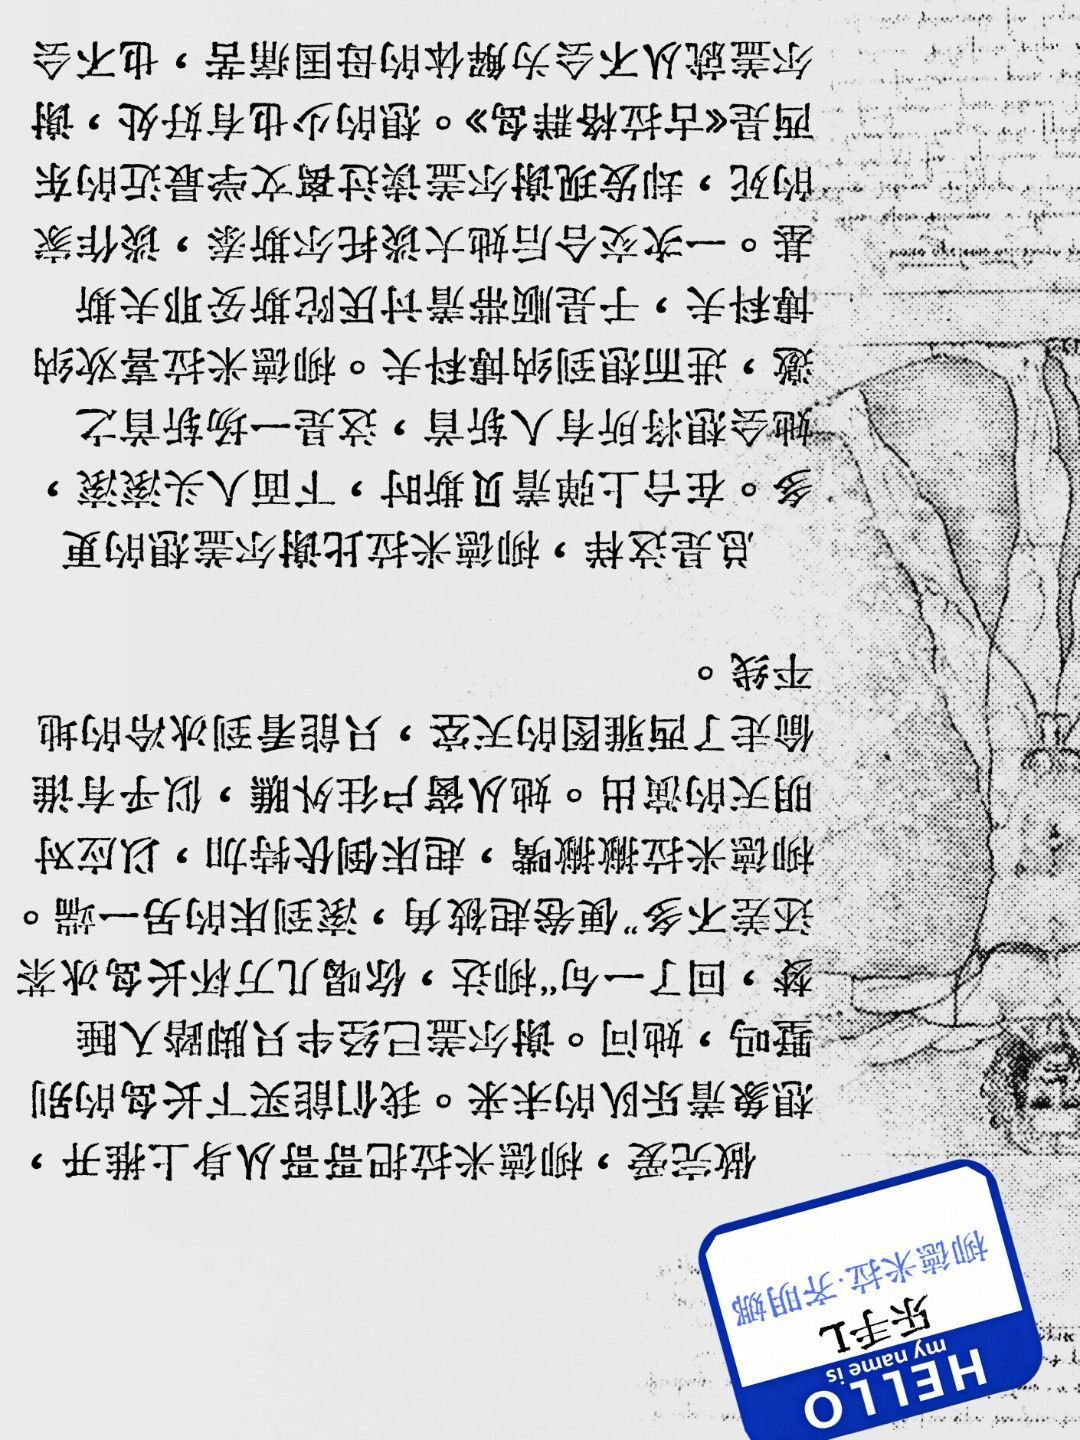 HELLO
my name is
乐手L
柳德米拉·齐明娜
做完爱，柳德米拉把哥哥从身上推开，
想象着乐队的未来。我们能买下长岛的别
墅吗，她问。谢尔盖已经半只脚踏入睡
梦，回了一句“柳达，你喝几万杯长岛冰茶
还差不多”便卷起被角，滚到床的另一端。
柳德米拉撇撇嘴，起床倒伏特加，以应对
明天的演出。她从窗户往外瞧，似乎有谁
偷走了西雅图的天空，只能看到冰冷的地
平线。
总是这样，柳德米拉比谢尔盖想的更
多。在台上弹着贝斯时，下面人头滚滚，
她会想将所有人斩首，这是一场斩首之
邀，进而想到纳博科夫。柳德米拉喜欢纳
博科夫，于是顺带着讨厌陀斯妥耶夫斯
基。一次交合后她大谈托尔斯泰，谈作家
的死，却发现谢尔盖读过离文学最近的东
西是《古拉格群岛》。想的少也有好处，谢
尔盖就从不会为解体的母国痛苦，也不会